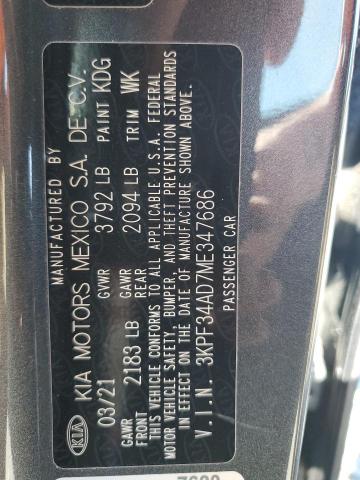 MANUFACTURED BY
KIA KIA MOTORS MEXICO S.A. DE C.V.
03/21 GVWR 3792 LB PAINT KDG
GAWR FRONT 2183 LB GAWR REAR 2094 LB TRIM WK
THIS VEHICLE CONFORMS TO ALL APPLICABLE U.S.A. FEDERAL
MOTOR VEHICLE SAFETY, BUMPER, AND THEFT PREVENTION STANDARDS
IN EFFECT ON THE DATE OF MANUFACTURE SHOWN ABOVE.
V.I.N. 3KPF34AD7ME347686
PASSENGER CAR